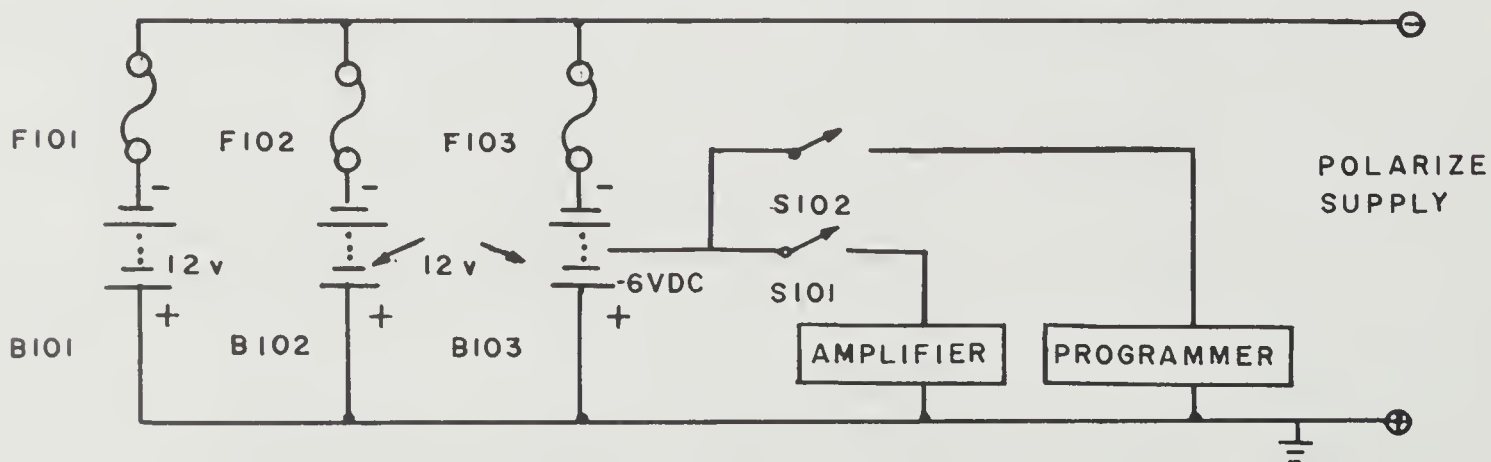 F101
F102
F103
S102
POLARIZE
SUPPLY
12 v
12 v
-6VDC
S101
B101
B102
B103
AMPLIFIER
PROGRAMMER